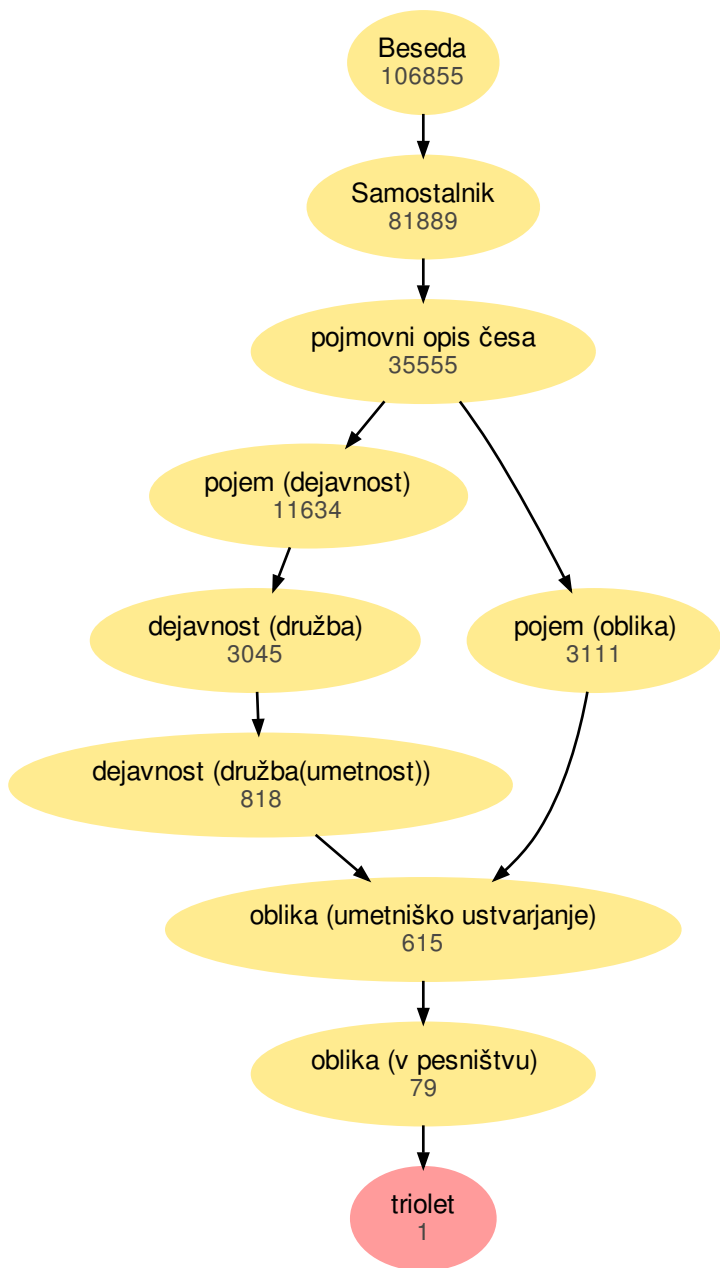 Beseda
106855
Samostalnik
81889
pojmovni opis česa
35555
pojem (dejavnost)
11634
dejavnost (družba)
3045
pojem (oblika)
3111
dejavnost (družba(umetnost))
818
oblika (umetniško ustvarjanje)
615
oblika (v pesništvu)
79
triolet
1